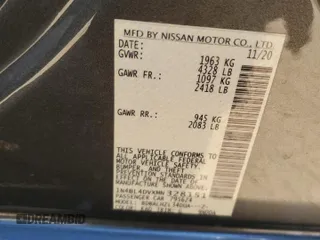 MFD BY NISSAN MOTOR CO., LTD
DATE: 11/20
GVWR: 1963 KG
4328 LB
GAWR FR.: 1097 KG
2418 LB
GAWR RR: 945 KG
2083 LB
THIS VEHICLE CONFORMS TO
ALL APPLICABLE FEDERAL
MOTOR VEHICLE SAFETY,
BUMPER, AND THEFT
PREVENTION STANDARDS IN
EFFECT ON THE DATE OF
MANUFACTURE SHOWN ABOVE.
PASSENGER CAR
DREAMBID